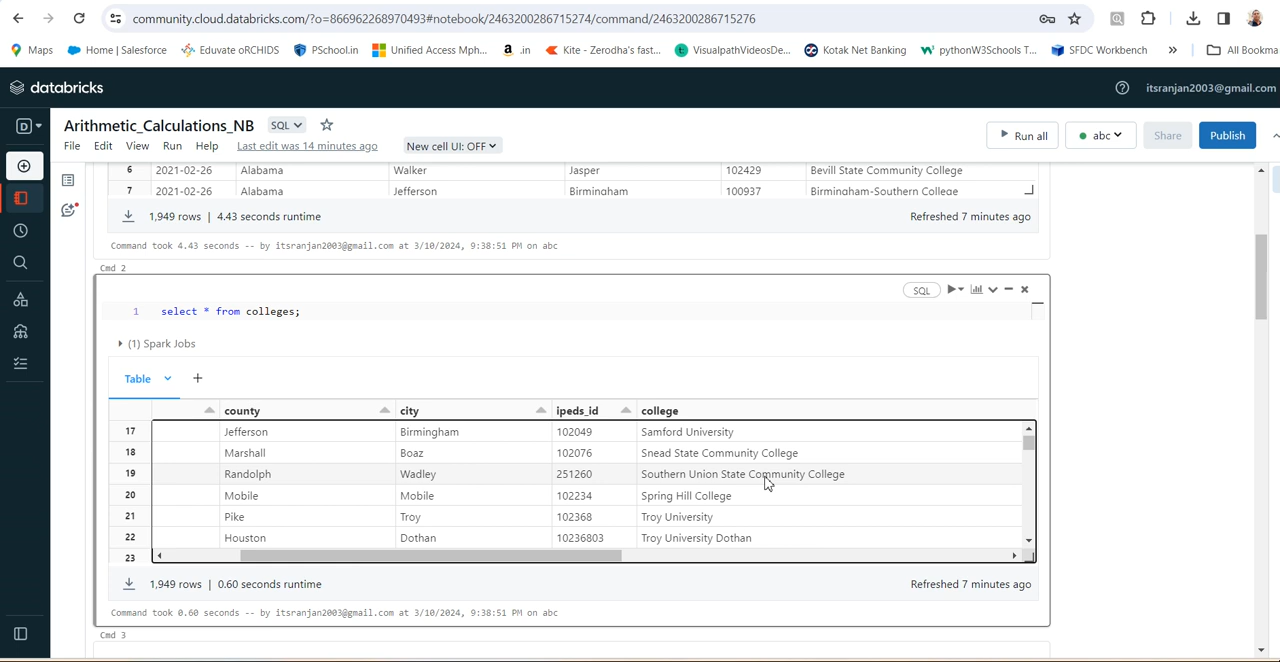 community.cloud.databricks.com/?o=866962268970493#notebook/2463200286715274/command/2463200286715276
Maps Home | Salesforce Eduvate oRCHIDS PSchool.in Unified Access Mph... .in Kite - Zerodha's fast... VisualpathVideosDe... Kotak Net Banking pythonW3Schools T... SFDC Workbench » All Bookma
databricks
itsranjan2003@gmail.com
D
Arithmetic_Calculations_NB SQL
Run all abc Share Publish
File Edit View Run Help Last edit was 14 minutes ago New cell UI: OFF
6 2021-02-26 Alabama Walker Jasper 102429 Bevill State Community College
7 2021-02-26 Alabama Jefferson Birmingham 100937 Birmingham-Southern College
1,949 rows | 4.43 seconds runtime Refreshed 7 minutes ago
Command took 4.43 seconds -- by itsranjan2003@gmail.com at 3/10/2024, 9:38:51 PM on abc
Cmd 2
SQL
1 select * from colleges;
(1) Spark Jobs
Table +
county city ipeds_id college
17 Jefferson Birmingham 102049 Samford University
18 Marshall Boaz 102076 Snead State Community College
19 Randolph Wadley 251260 Southern Union State Community College
20 Mobile Mobile 102234 Spring Hill College
21 Pike Troy 102368 Troy University
22 Houston Dothan 10236803 Troy University Dothan
23
1,949 rows | 0.60 seconds runtime Refreshed 7 minutes ago
Command took 0.60 seconds -- by itsranjan2003@gmail.com at 3/10/2024, 9:38:51 PM on abc
Cmd 3